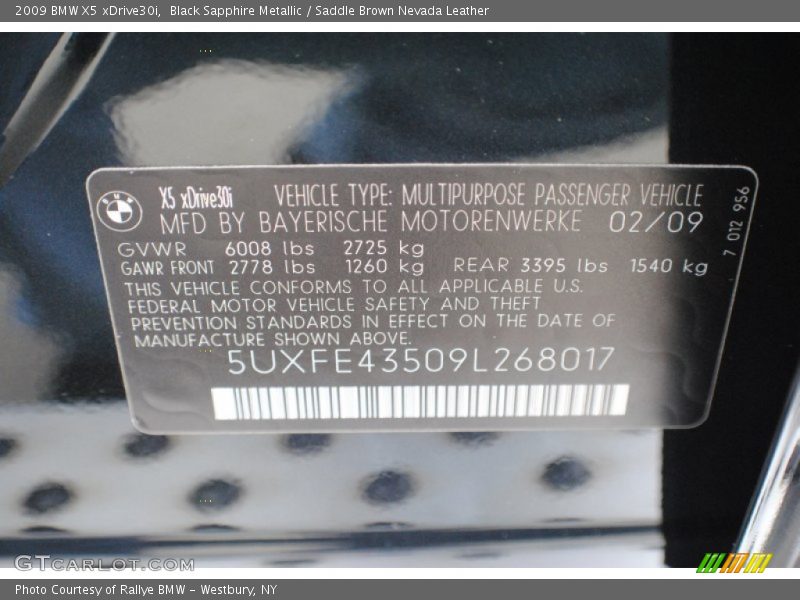 2009 BMW X5 xDrive30i,  Black Sapphire Metallic / Saddle Brown Nevada Leather
BMW
X5 xDrive30i VEHICLE TYPE: MULTIPURPOSE PASSENGER VEHICLE
MFD BY BAYERISCHE MOTORENWERKE 02/09
GVWR 6008 lbs 2725 kg
GAWR FRONT 2778 lbs 1260 kg REAR 3395 lbs 1540 kg
THIS VEHICLE CONFORMS TO ALL APPLICABLE U.S.
FEDERAL MOTOR VEHICLE SAFETY AND THEFT
PREVENTION STANDARDS IN EFFECT ON THE DATE OF
MANUFACTURE SHOWN ABOVE.
5UXFE43509L268017
7 012 956
GTCARLOT.COM
Photo Courtesy of Rallye BMW - Westbury, NY